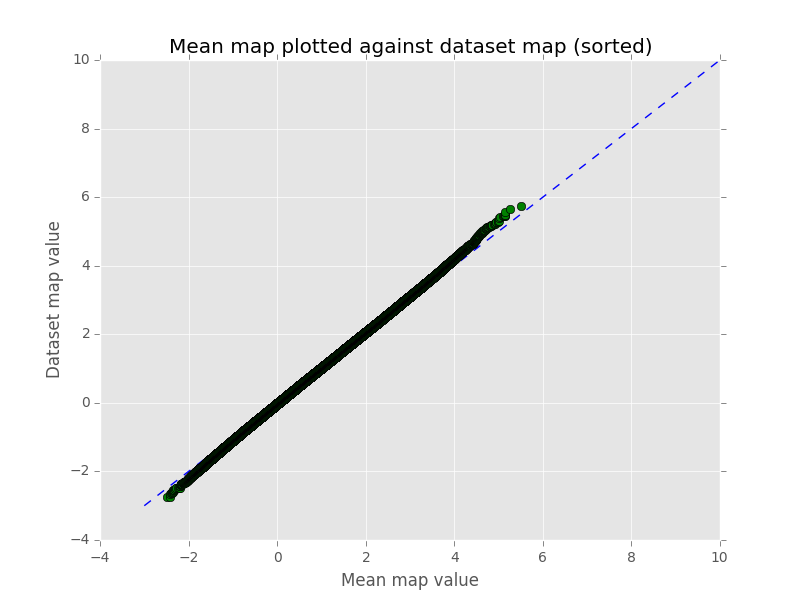 Mean map plotted against dataset map (sorted)
10
8
6
4
2
0
−2
−4
Dataset map value
−4 −2 0 2 4 6 8 10
Mean map value